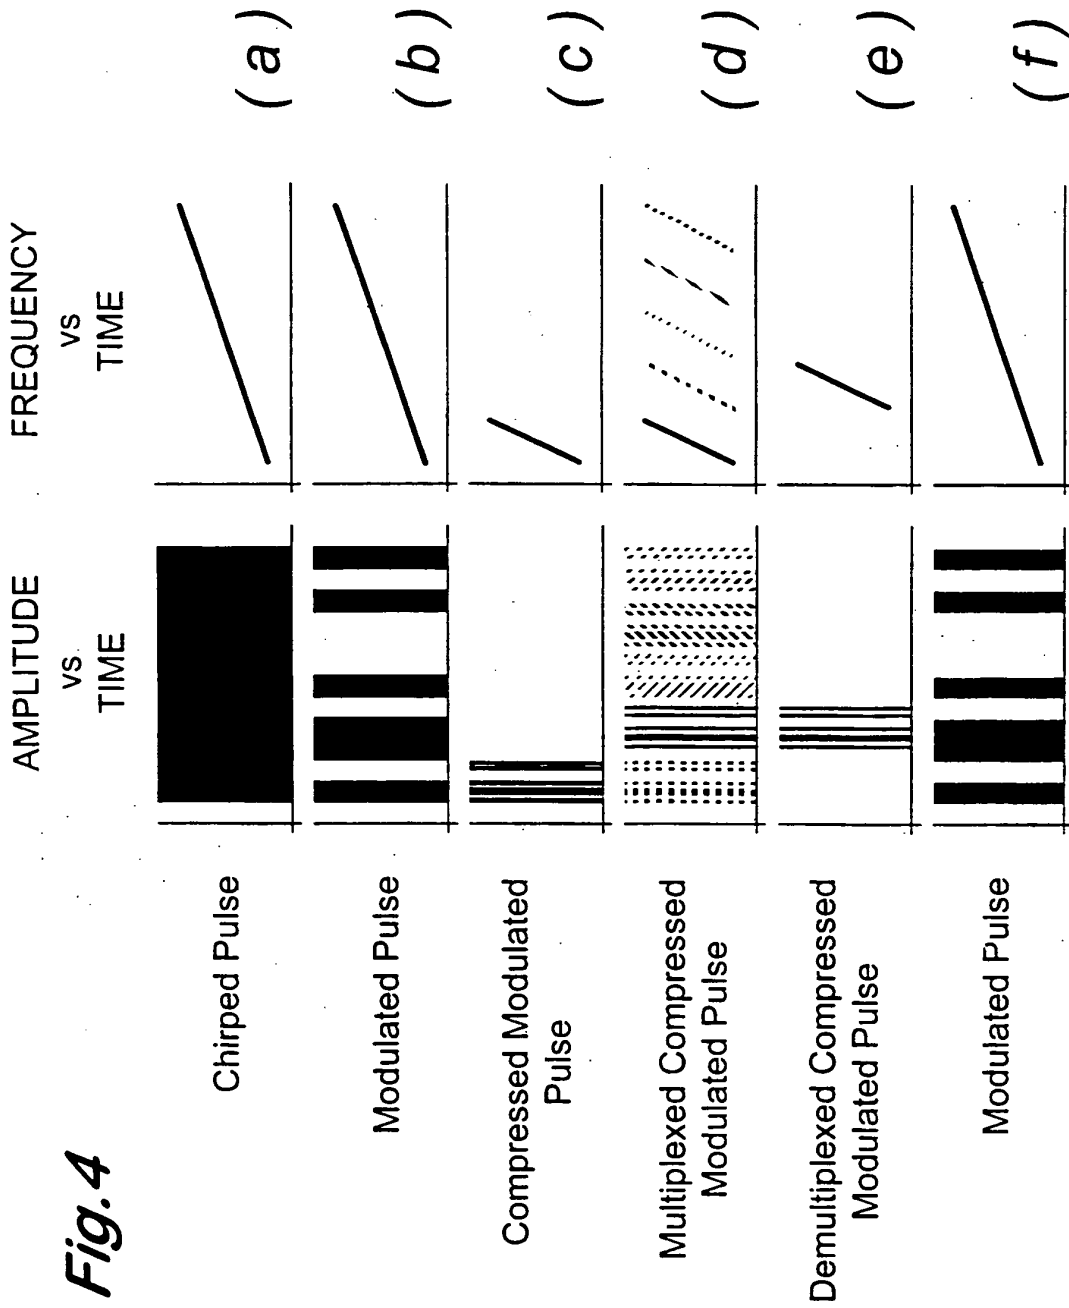 Fig.4
AMPLITUDE
vs
TIME
FREQUENCY
vs
TIME
Chirped Pulse
(a)
Modulated Pulse
(b)
Compressed Modulated
Pulse
(c)
Multiplexed Compressed
Modulated Pulse
(d)
Demultiplexed Compressed
Modulated Pulse
(e)
Modulated Pulse
(f)